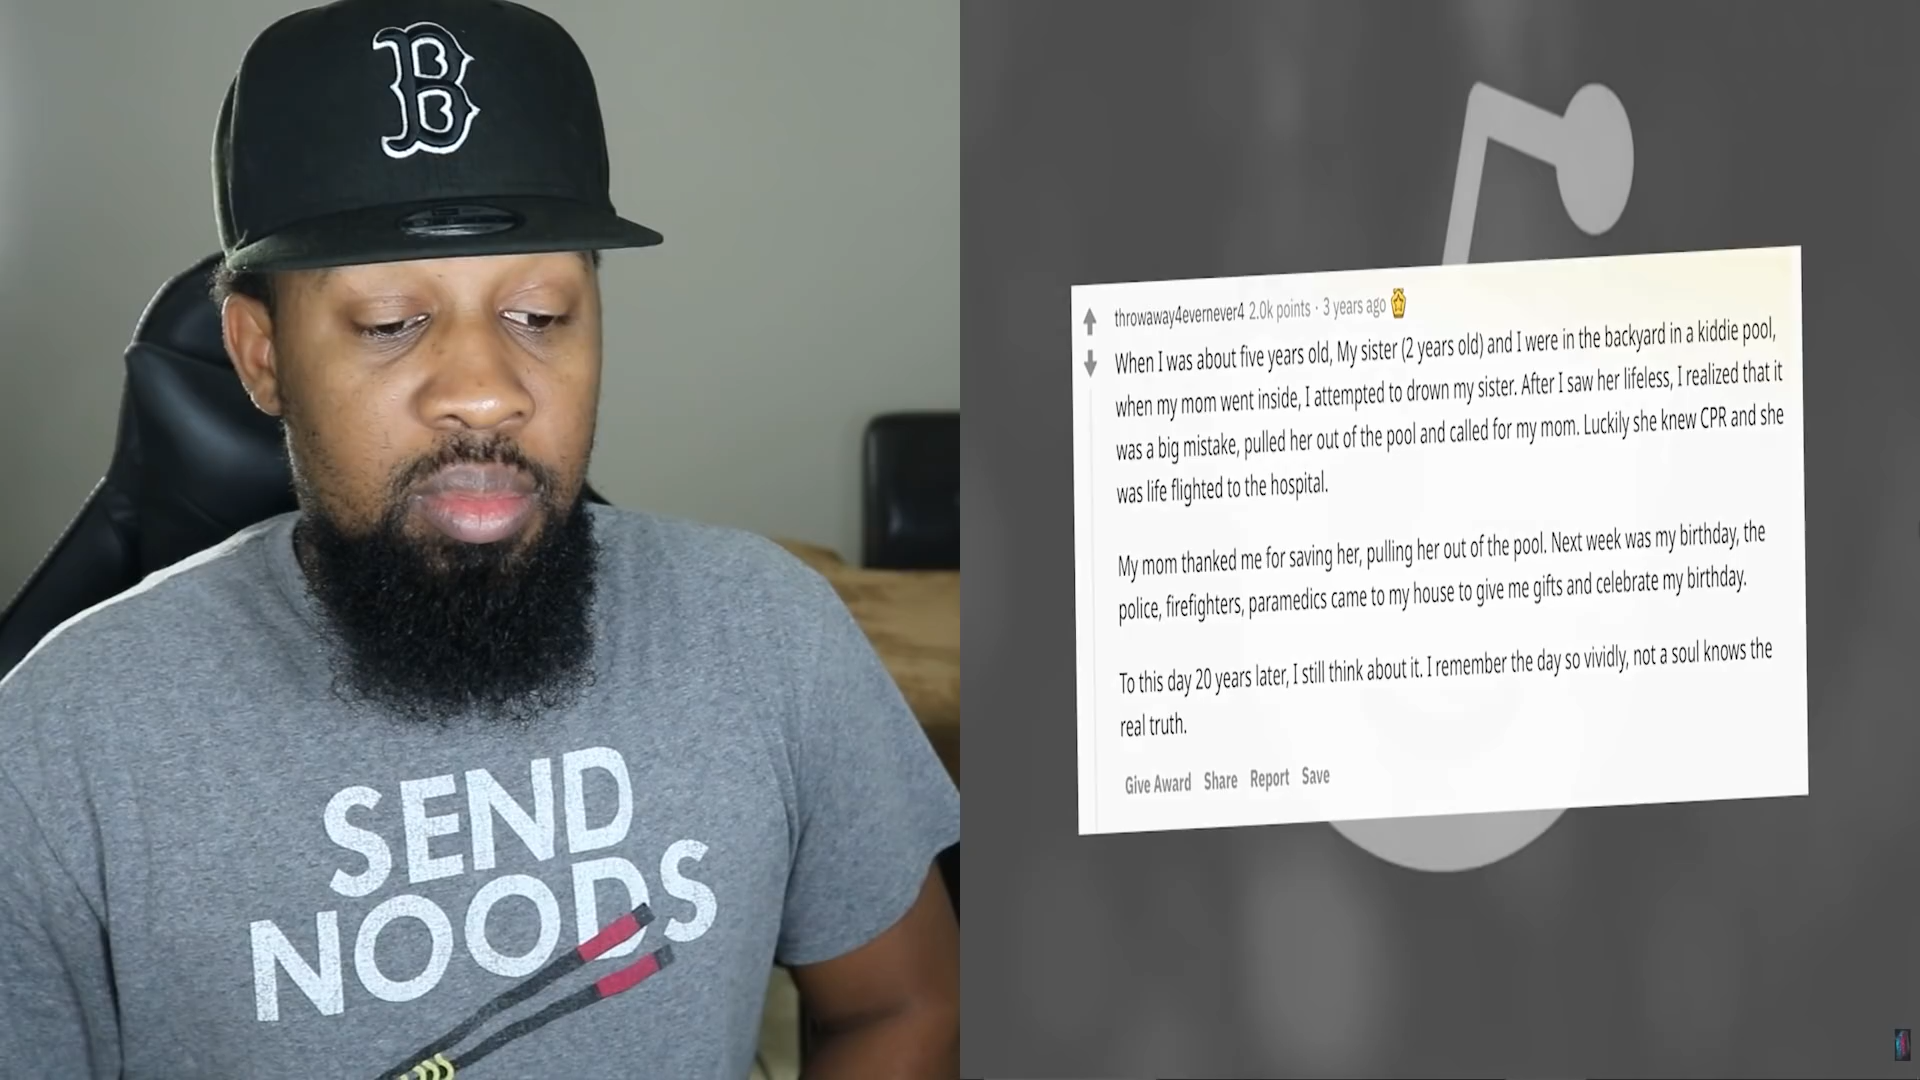 B
SEND
NOODS
throwaway4evernever4 2.0k points · 3 years ago
When I was about five years old, My sister (2 years old) and I were in the backyard in a kiddie pool,
when my mom went inside, I attempted to drown my sister. After I saw her lifeless, I realized that it
was a big mistake, pulled her out of the pool and called for my mom. Luckily she knew CPR and she
was life flighted to the hospital.
My mom thanked me for saving her, pulling her out of the pool. Next week was my birthday, the
police, firefighters, paramedics came to my house to give me gifts and celebrate my birthday.
To this day 20 years later, I still think about it. I remember the day so vividly, not a soul knows the
real truth.
Give Award Share Report Save